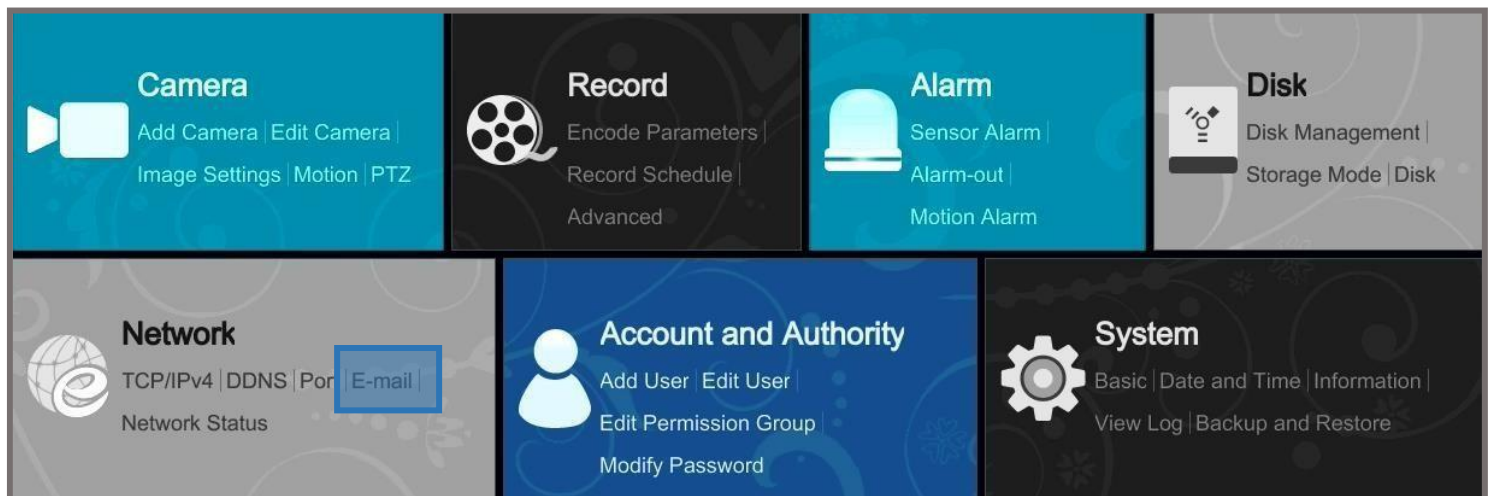 Camera
Add Camera | Edit Camera |
Image Settings | Motion | PTZ
Record
Encode Parameters |
Record Schedule |
Advanced
Alarm
Sensor Alarm |
Alarm-out |
Motion Alarm
Disk
Disk Management |
Storage Mode | Disk
Network
TCP/IPv4 | DDNS | Por | E-mail |
Network Status
Account and Authority
Add User | Edit User |
Edit Permission Group |
Modify Password
System
Basic | Date and Time | Information |
View Log | Backup and Restore